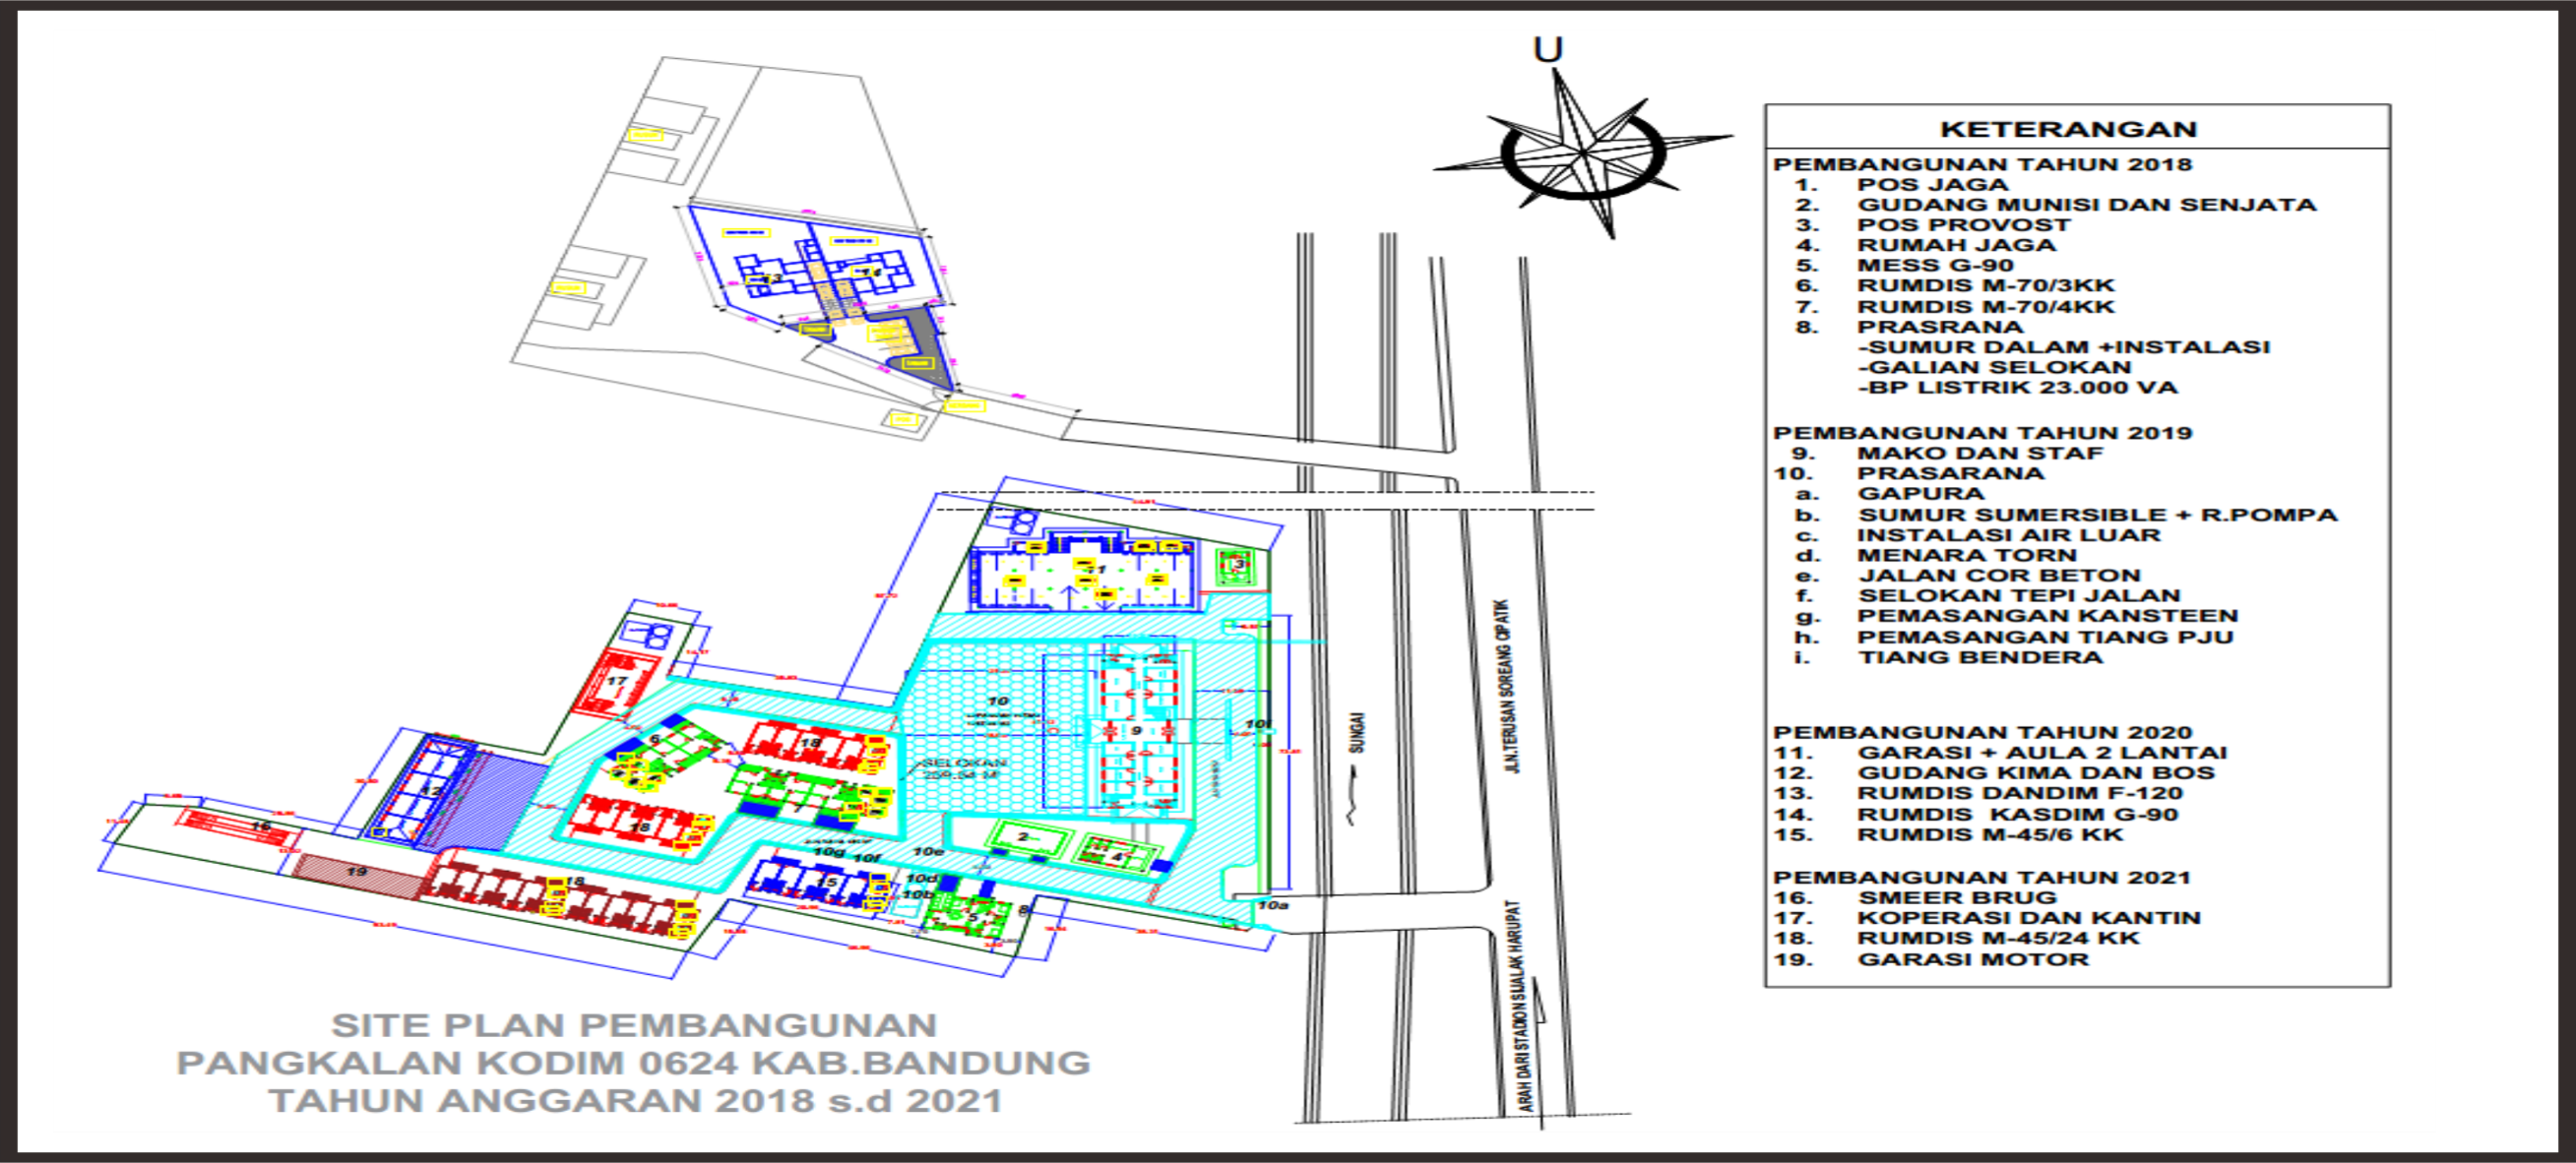 U
KETERANGAN
PEMBANGUNAN TAHUN 2018
1. POS JAGA
2. GUDANG MUNISI DAN SENJATA
3. POS PROVOST
4. RUMAH JAGA
5. MESS G-90
6. RUMDIS M-70/3KK
7. RUMDIS M-70/4KK
8. PRASRANA
-SUMUR DALAM +INSTALASI
-GALIAN SELOKAN
-BP LISTRIK 23.000 VA
PEMBANGUNAN TAHUN 2019
9. MAKO DAN STAF
10. PRASARANA
a. GAPURA
b. SUMUR SUMERSIBLE + R.POMPA
c. INSTALASI AIR LUAR
d. MENARA TORN
e. JALAN COR BETON
f. SELOKAN TEPI JALAN
g. PEMASANGAN KANSTEEN
h. PEMASANGAN TIANG PJU
i. TIANG BENDERA
PEMBANGUNAN TAHUN 2020
11. GARASI + AULA 2 LANTAI
12. GUDANG KIMA DAN BOS
13. RUMDIS DANDIM F-120
14. RUMDIS KASDIM G-90
15. RUMDIS M-45/6 KK
PEMBANGUNAN TAHUN 2021
16. SMEER BRUG
17. KOPERASI DAN KANTIN
18. RUMDIS M-45/24 KK
19. GARASI MOTOR
13
14
11
3
17
10
9
10i
6
18
SELOKAN
12
7
18
16
2
4
10g
10f
10e
19
18
15
10d
10b
5
8
10a
SUNGAI
JLN.TERUSAN SOREANG CIPATIK
ARAH DARI STADION SIJALAK HARUPAT
SITE PLAN PEMBANGUNAN
PANGKALAN KODIM 0624 KAB.BANDUNG
TAHUN ANGGARAN 2018 s.d 2021